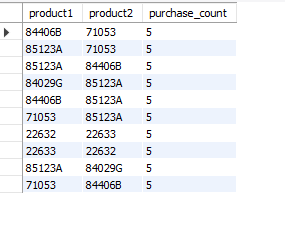 product1 product2 purchase_count
84406B 71053 5
85123A 71053 5
85123A 84406B 5
84029G 85123A 5
84406B 85123A 5
71053 85123A 5
22632 22633 5
22633 22632 5
85123A 84029G 5
71053 84406B 5